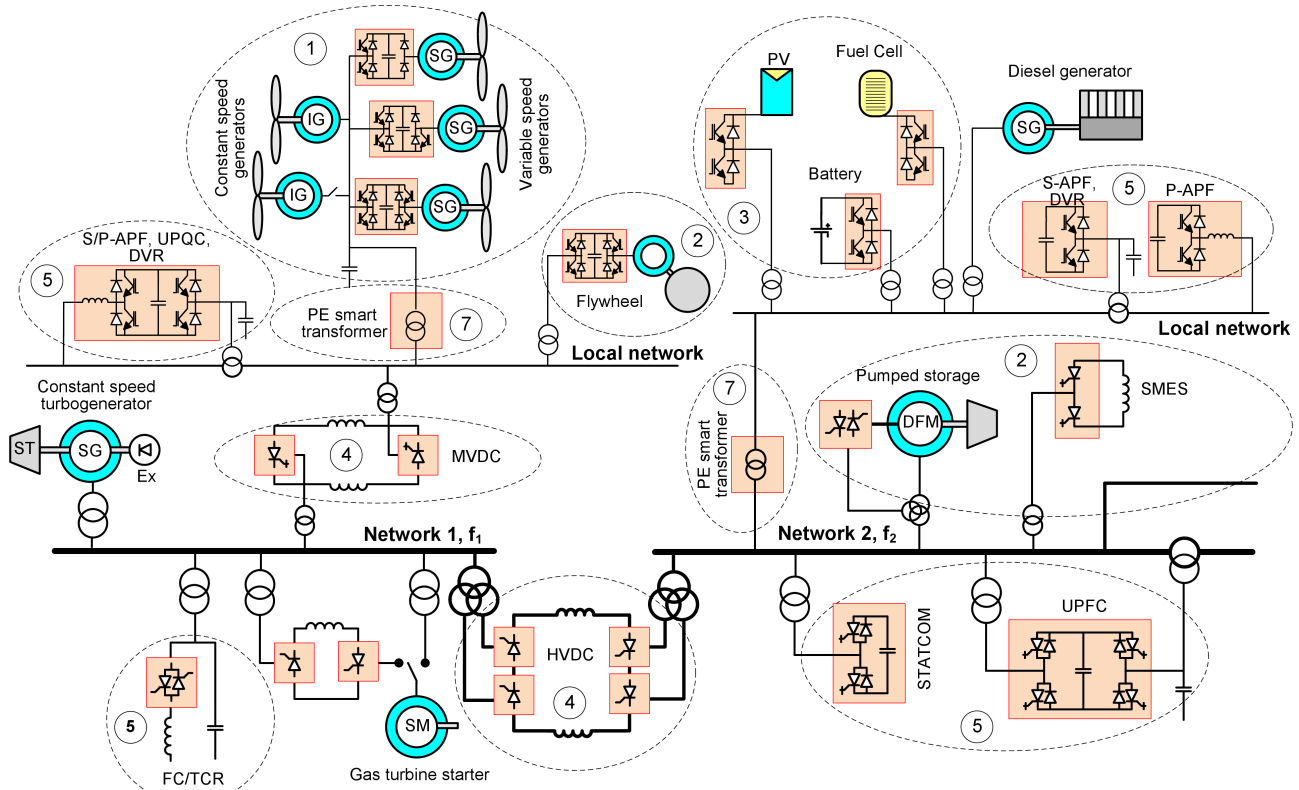 1
SG
Constant speed
generators
IG
SG
Variable speed
generators
IG
SG
PV
Fuel Cell
Battery
3
Diesel generator
SG
S-APF,
DVR
5
P-APF
S/P-APF, UPQC,
DVR
5
PE smart
transformer
7
2
Flywheel
Local network
Local network
Constant speed
turbogenerator
ST
SG
Ex
4
MVDC
7
PE smart
transformer
Pumped storage
DFM
2
SMES
Network 1, f₁
Network 2, f₂
5
FC/TCR
SM
Gas turbine starter
HVDC
4
STATCOM
UPFC
5